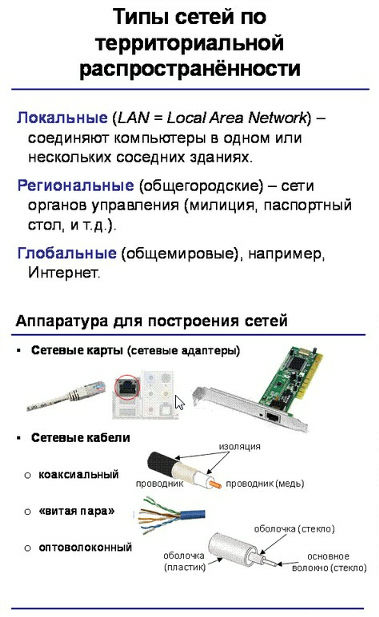 Типы сетей по
территориальной
распространённости
Локальные (LAN = Local Area Network) –
соединяют компьютеры в одном или
нескольких соседних зданиях.
Региональные (общегородские) – сети
органов управления (милиция, паспортный
стол, и т.д.).
Глобальные (общемировые), например,
Интернет.
Аппаратура для построения сетей
▪ Сетевые карты (сетевые адаптеры)
▪ Сетевые кабели
изоляция
o коаксиальный
проводник
проводник (медь)
o «витая пара»
оболочка (стекло)
o оптоволоконный
оболочка
(пластик)
основное
волокно (стекло)